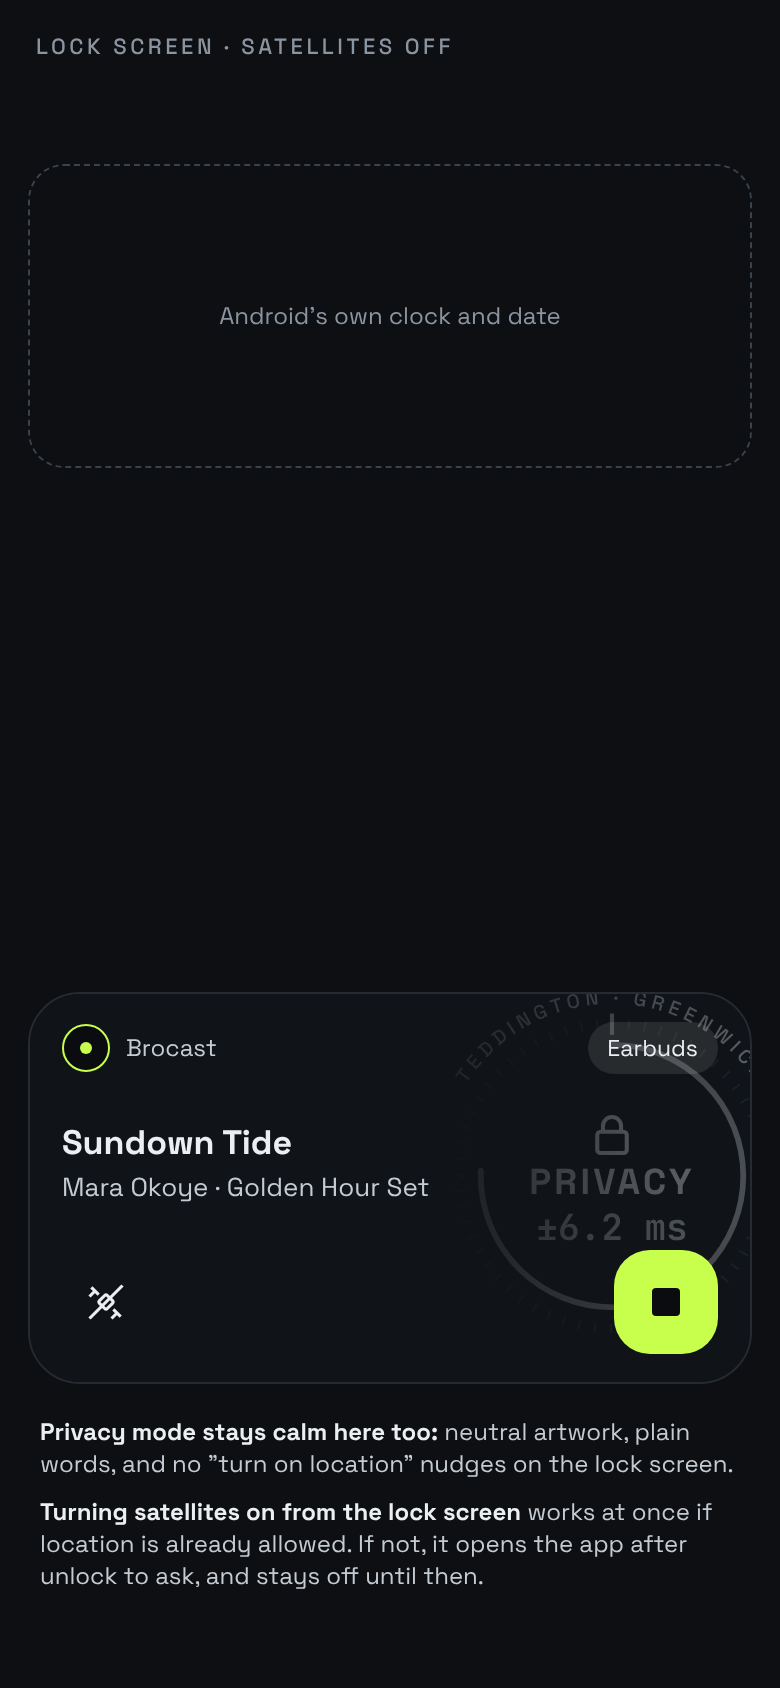 LOCK SCREEN · SATELLITES OFF
Android’s own clock and date
TEDDINGTON · GREENWIC
Brocast
Earbuds
Sundown Tide
Mara Okoye · Golden Hour Set
PRIVACY
±6.2 ms
Privacy mode stays calm here too: neutral artwork, plain
words, and no ”turn on location” nudges on the lock screen.
Turning satellites on from the lock screen works at once if
location is already allowed. If not, it opens the app after
unlock to ask, and stays off until then.